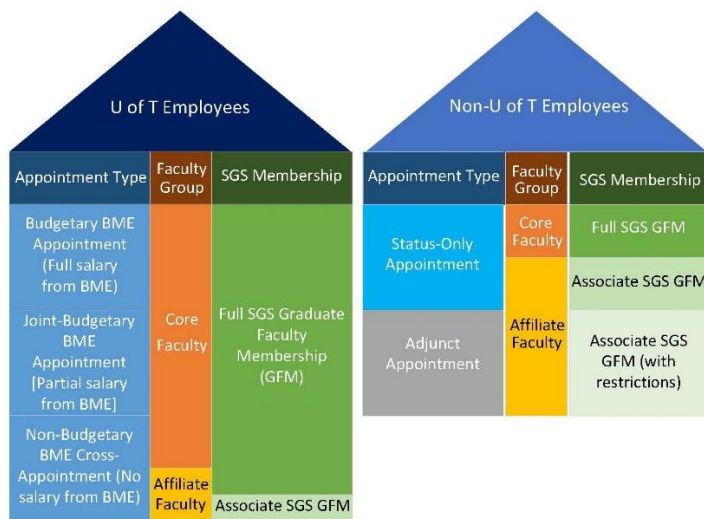 U of T Employees
Appointment Type
Faculty
Group
SGS Membership
Budgetary BME
Appointment
(Full salary
from BME)
Joint-Budgetary
BME
Appointment
[Partial salary
from BME]
Non-Budgetary
BME Cross-
Appointment (No
salary from BME)
Core
Faculty
Affiliate
Faculty
Full SGS Graduate
Faculty
Membership
(GFM)
Associate SGS GFM
Non-U of T Employees
Appointment Type
Faculty
Group
SGS Membership
Status-Only
Appointment
Adjunct
Appointment
Core
Faculty
Affiliate
Faculty
Full SGS GFM
Associate SGS GFM
Associate SGS
GFM (with
restrictions)